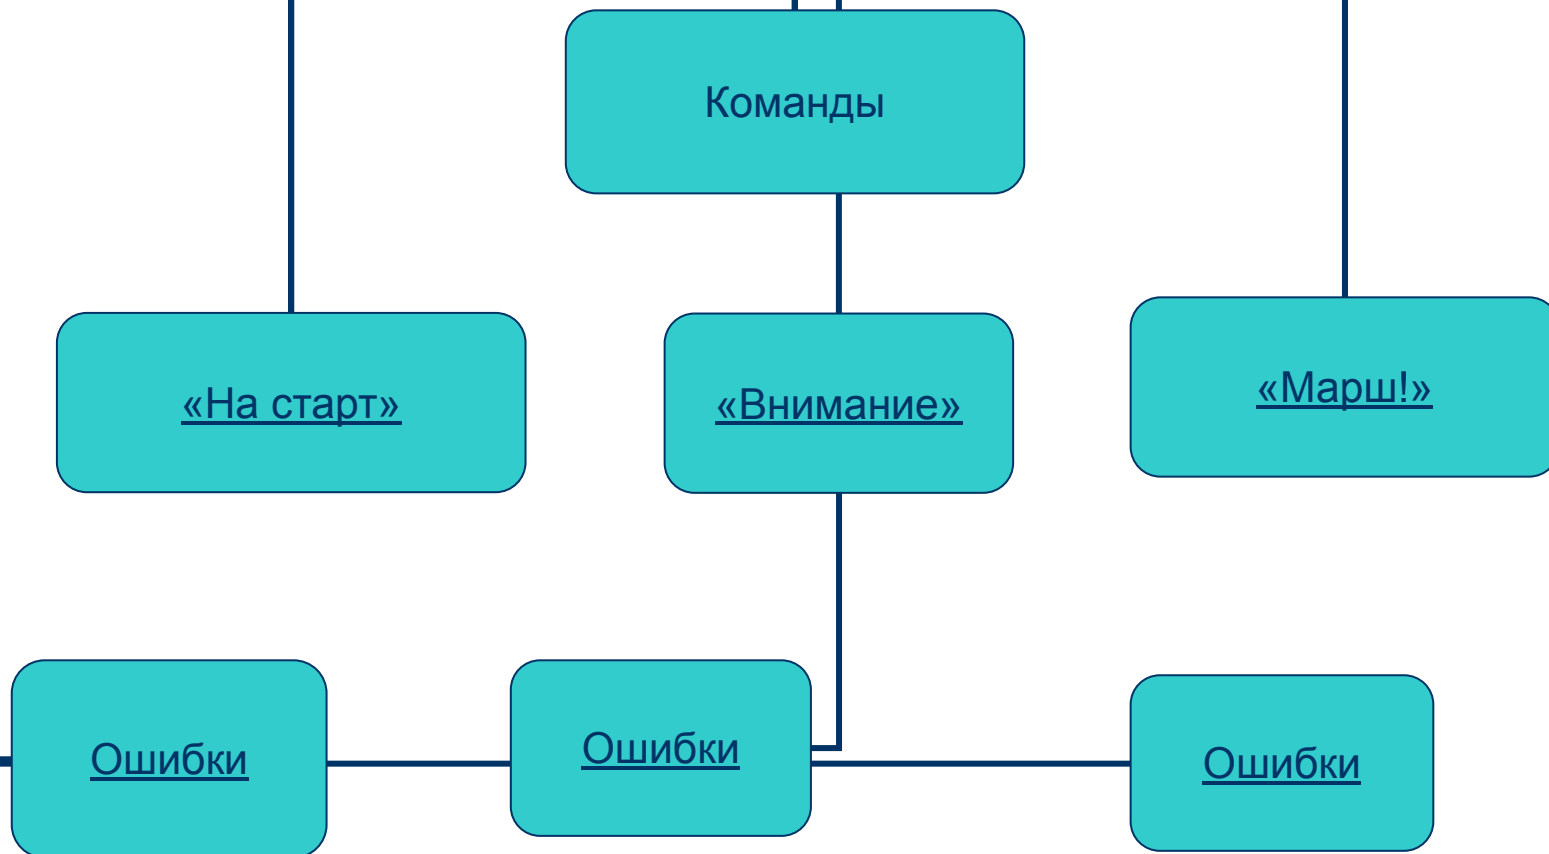 Команды
«На старт»
«Внимание»
«Марш!»
Ошибки
Ошибки
Ошибки